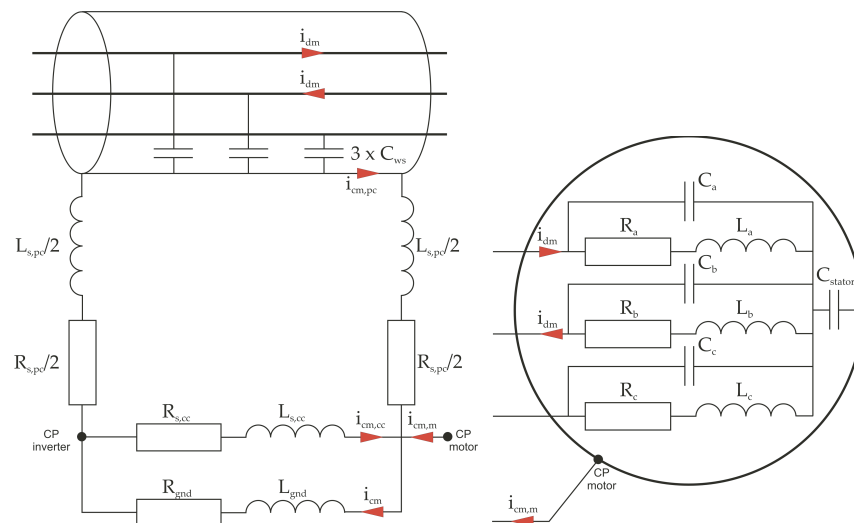 i_dm
i_dm
3 x C_ws
i_cm,pc
L_s,pc/2
L_s,pc/2
R_s,pc/2
R_s,pc/2
R_s,cc
L_s,cc
i_cm,cc
i_cm,m
CP
inverter
CP
motor
R_gnd
L_gnd
i_cm
C_a
i_dm
R_a
L_a
C_b
C_stator
i_dm
R_b
L_b
C_c
R_c
L_c
CP
motor
i_cm,m